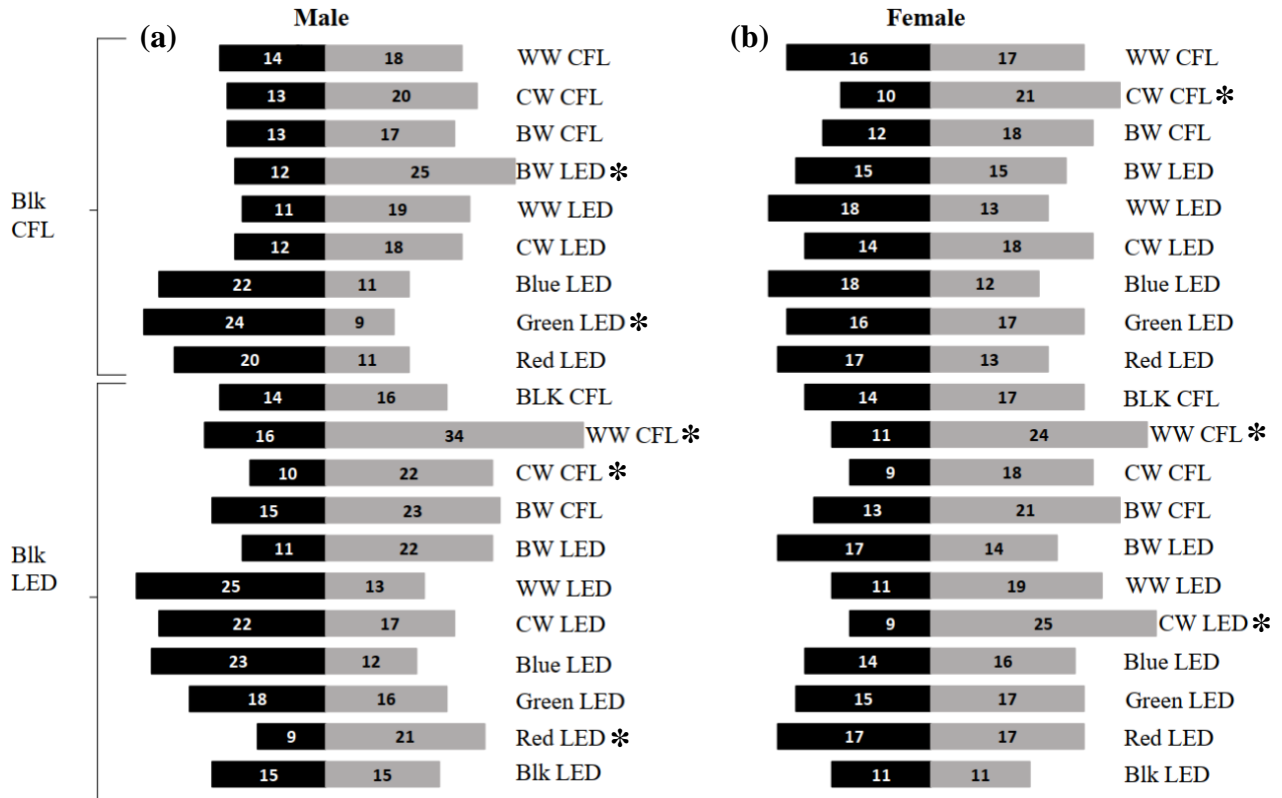 Male
Female
(a)
(b)
14 18 WW CFL 16 17 WW CFL
13 20 CW CFL 10 21 CW CFL*
13 17 BW CFL 12 18 BW CFL
12 25 BW LED* 15 15 BW LED
Blk
CFL
11 19 WW LED 18 13 WW LED
12 18 CW LED 14 18 CW LED
22 11 Blue LED 18 12 Blue LED
24 9 Green LED* 16 17 Green LED
20 11 Red LED 17 13 Red LED
14 16 BLK CFL 14 17 BLK CFL
16 34 WW CFL* 11 24 WW CFL*
10 22 CW CFL* 9 18 CW CFL
15 23 BW CFL 13 21 BW CFL
11 22 BW LED 17 14 BW LED
Blk
LED
25 13 WW LED 11 19 WW LED
22 17 CW LED 9 25 CW LED*
23 12 Blue LED 14 16 Blue LED
18 16 Green LED 15 17 Green LED
9 21 Red LED* 17 17 Red LED
15 15 Blk LED 11 11 Blk LED